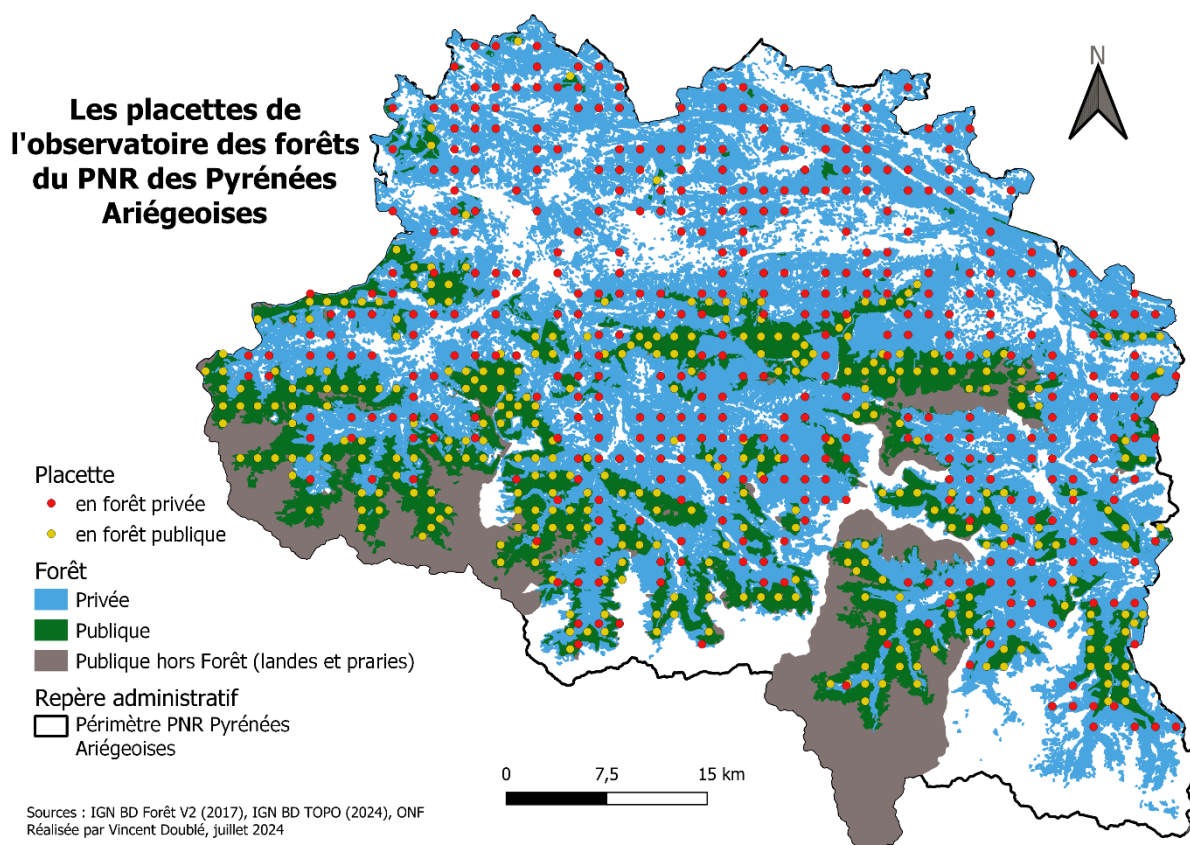 Les placettes de
l'observatoire des forêts
du PNR des Pyrénées
Ariégeoises
N
Placette
en forêt privée
en forêt publique
Forêt
Privée
Publique
Publique hors Forêt (landes et praries)
Repère administratif
Périmètre PNR Pyrénées
Ariégeoises
0 7,5 15 km
Sources : IGN BD Forêt V2 (2017), IGN BD TOPO (2024), ONF
Réalisée par Vincent Doublé, juillet 2024